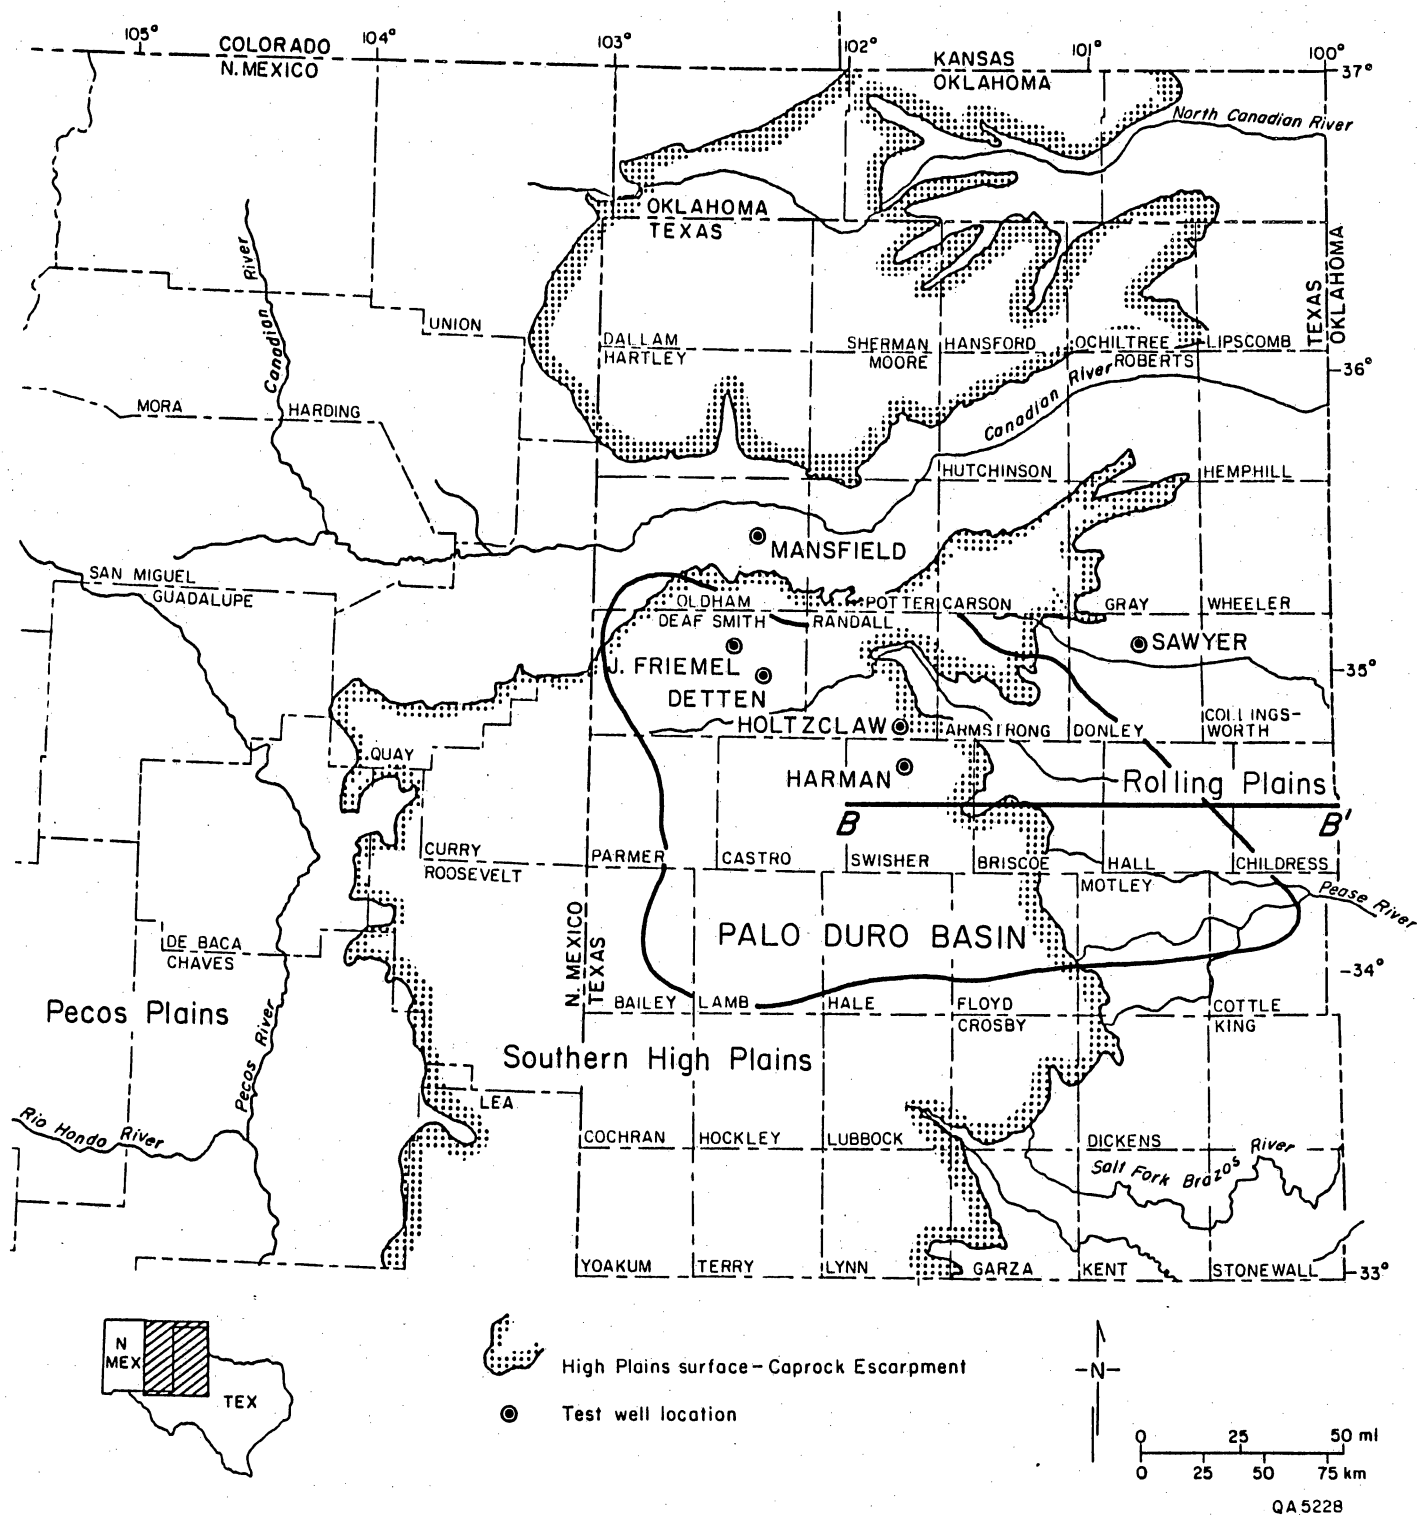 105°
104°
103°
102°
101°
100°
COLORADO
N. MEXICO
KANSAS
OKLAHOMA
37°
North Canadian River
OKLAHOMA
TEXAS
TEXAS
OKLAHOMA
Canadian River
UNION
DALLAM
HARTLEY
SHERMAN
MOORE
HANSFORD
OCHILTREE
ROBERTS
LIPSCOMB
36°
MORA
HARDING
Canadian River
HUTCHINSON
HEMPHILL
MANSFIELD
SAN MIGUEL
GUADALUPE
OLDHAM
DEAF SMITH
POTTER
RANDALL
CARSON
GRAY
WHEELER
J. FRIEMEL
SAWYER
35°
DETTEN
HOLTZCLAW
ARMSTRONG
DONLEY
COLLINGS-
WORTH
QUAY
HARMAN
Rolling Plains
B
B'
CURRY
ROOSEVELT
PARMER
CASTRO
SWISHER
BRISCOE
HALL
CHILDRESS
MOTLEY
Pease River
N. MEXICO
TEXAS
PALO DURO BASIN
DE BACA
CHAVES
34°
Pecos Plains
Pecos River
BAILEY
LAMB
HALE
FLOYD
CROSBY
COTTLE
KING
Southern High Plains
LEA
Rio Hondo River
COCHRAN
HOCKLEY
LUBBOCK
DICKENS
Salt Fork Brazos River
YOAKUM
TERRY
LYNN
GARZA
KENT
STONEWALL
33°
N
MEX
TEX
High Plains surface – Caprock Escarpment
Test well location
N
0 25 50 mi
0 25 50 75 km
QA5228